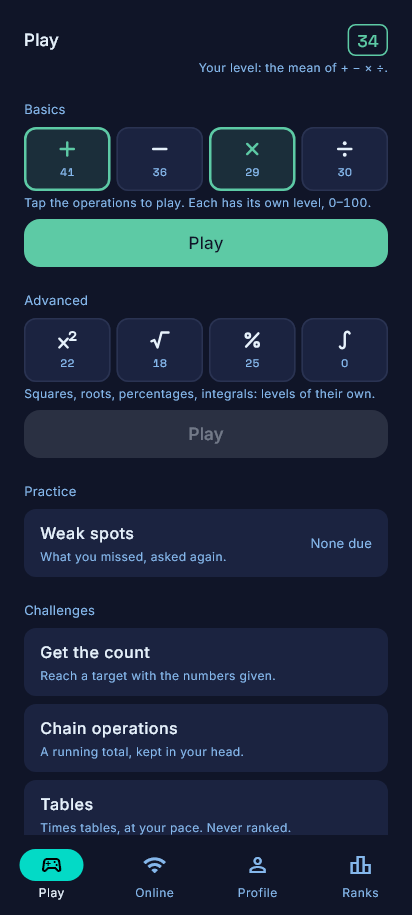 Play
34
Your level: the mean of + − × ÷.
Basics
+ − × ÷
41 36 29 30
Tap the operations to play. Each has its own level, 0–100.
Play
Advanced
x² √ % ∫
22 18 25 0
Squares, roots, percentages, integrals: levels of their own.
Play
Practice
Weak spots
What you missed, asked again.
None due
Challenges
Get the count
Reach a target with the numbers given.
Chain operations
A running total, kept in your head.
Tables
Times tables, at your pace. Never ranked.
Play Online Profile Ranks